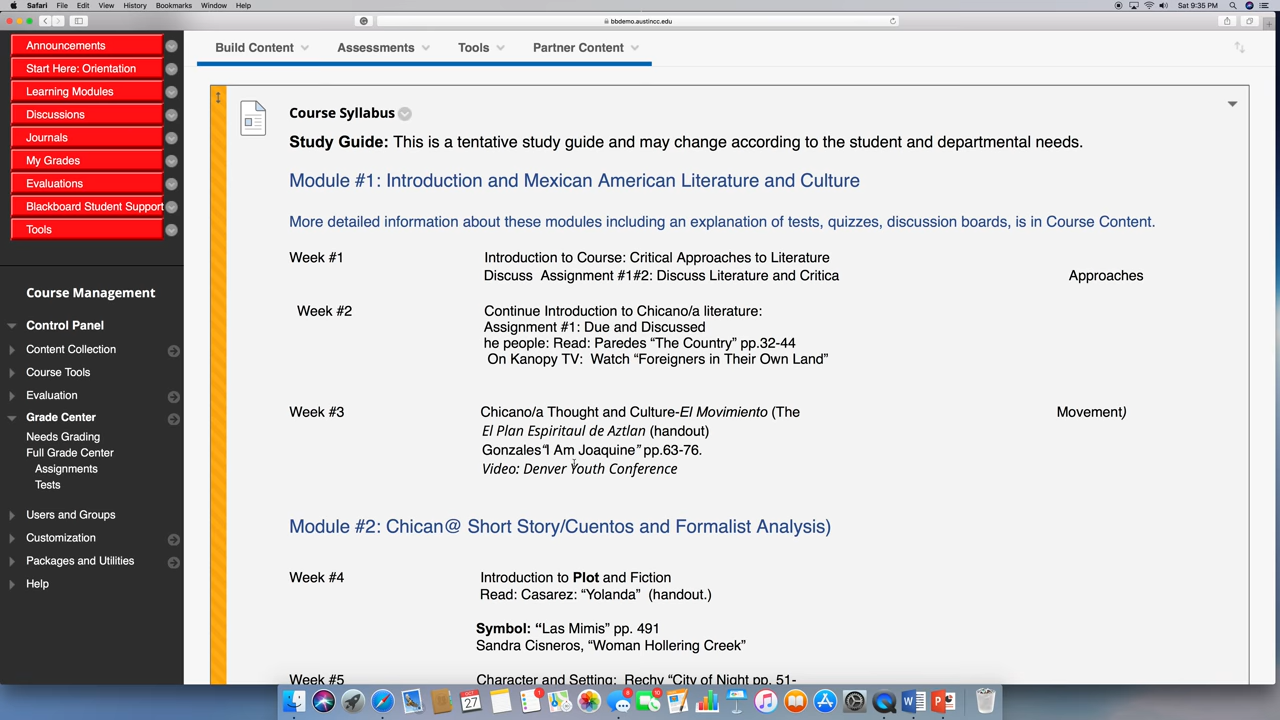 Safari File Edit View History Bookmarks Window Help Sat 9:35 PM
bbdemo.austincc.edu
Announcements
Start Here: Orientation
Learning Modules
Discussions
Journals
My Grades
Evaluations
Blackboard Student Support
Tools
Course Management
Control Panel
Content Collection
Course Tools
Evaluation
Grade Center
Needs Grading
Full Grade Center
Assignments
Tests
Users and Groups
Customization
Packages and Utilities
Help
Build Content Assessments Tools Partner Content
Course Syllabus
Study Guide: This is a tentative study guide and may change according to the student and departmental needs.
Module #1: Introduction and Mexican American Literature and Culture
More detailed information about these modules including an explanation of tests, quizzes, discussion boards, is in Course Content.
Week #1 Introduction to Course: Critical Approaches to Literature
Discuss Assignment #1#2: Discuss Literature and Critica Approaches
Week #2 Continue Introduction to Chicano/a literature:
Assignment #1: Due and Discussed
he people: Read: Paredes “The Country” pp.32-44
On Kanopy TV: Watch “Foreigners in Their Own Land”
Week #3 Chicano/a Thought and Culture-El Movimiento (The Movement)
El Plan Espiritaul de Aztlan (handout)
Gonzales“I Am Joaquine” pp.63-76.
Video: Denver Youth Conference
Module #2: Chican@ Short Story/Cuentos and Formalist Analysis)
Week #4 Introduction to Plot and Fiction
Read: Casarez: “Yolanda” (handout.)
Symbol: “Las Mimis” pp. 491
Sandra Cisneros, “Woman Hollering Creek”
Week #5 Character and Setting: Rechy “City of Night pp. 51-
OCT
27